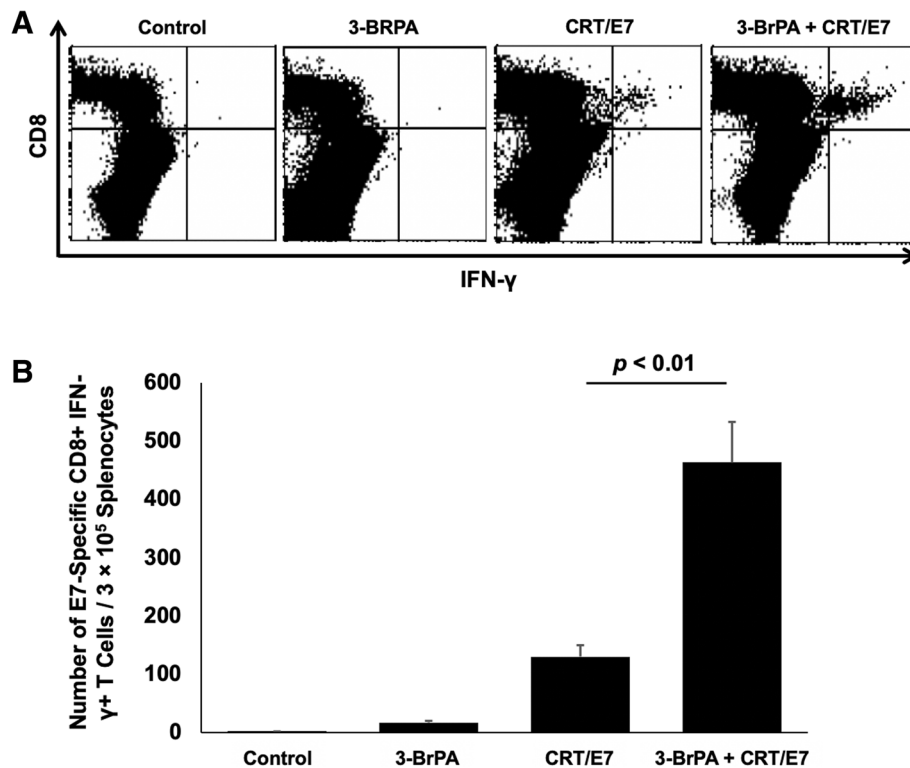 A
Control
3-BRPA
CRT/E7
3-BrPA + CRT/E7
CD8
IFN-γ
B
p < 0.01
Number of E7-Specific CD8+ IFN-
γ+ T Cells / 3 × 10⁵ Splenocytes
600
500
400
300
200
100
0
Control
3-BrPA
CRT/E7
3-BrPA + CRT/E7